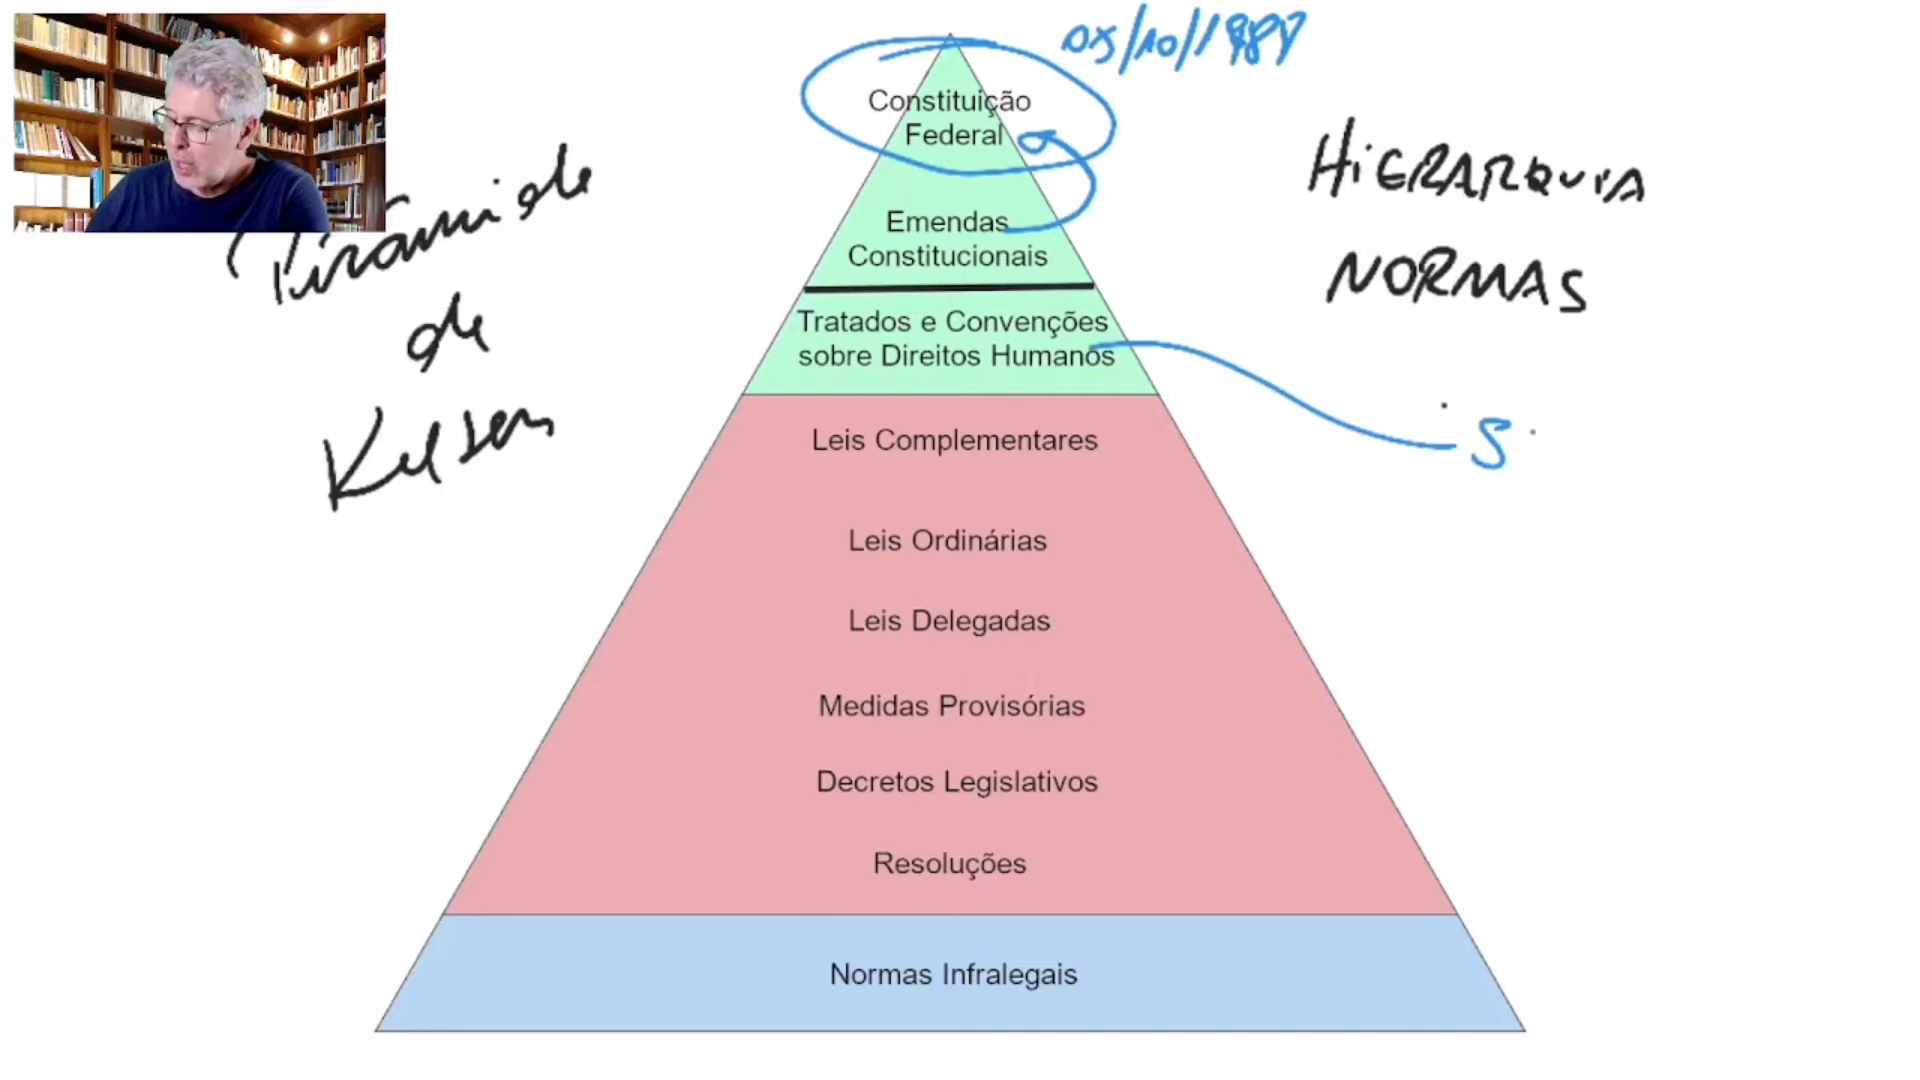 05/10/1988
Constituição
Federal
Emendas
Constitucionais
Tratados e Convenções
sobre Direitos Humanos
Leis Complementares
Leis Ordinárias
Leis Delegadas
Medidas Provisórias
Decretos Legislativos
Resoluções
Normas Infralegais
Pirâmide
de
Kelsen
HiERARQUIA
NORMAS
S